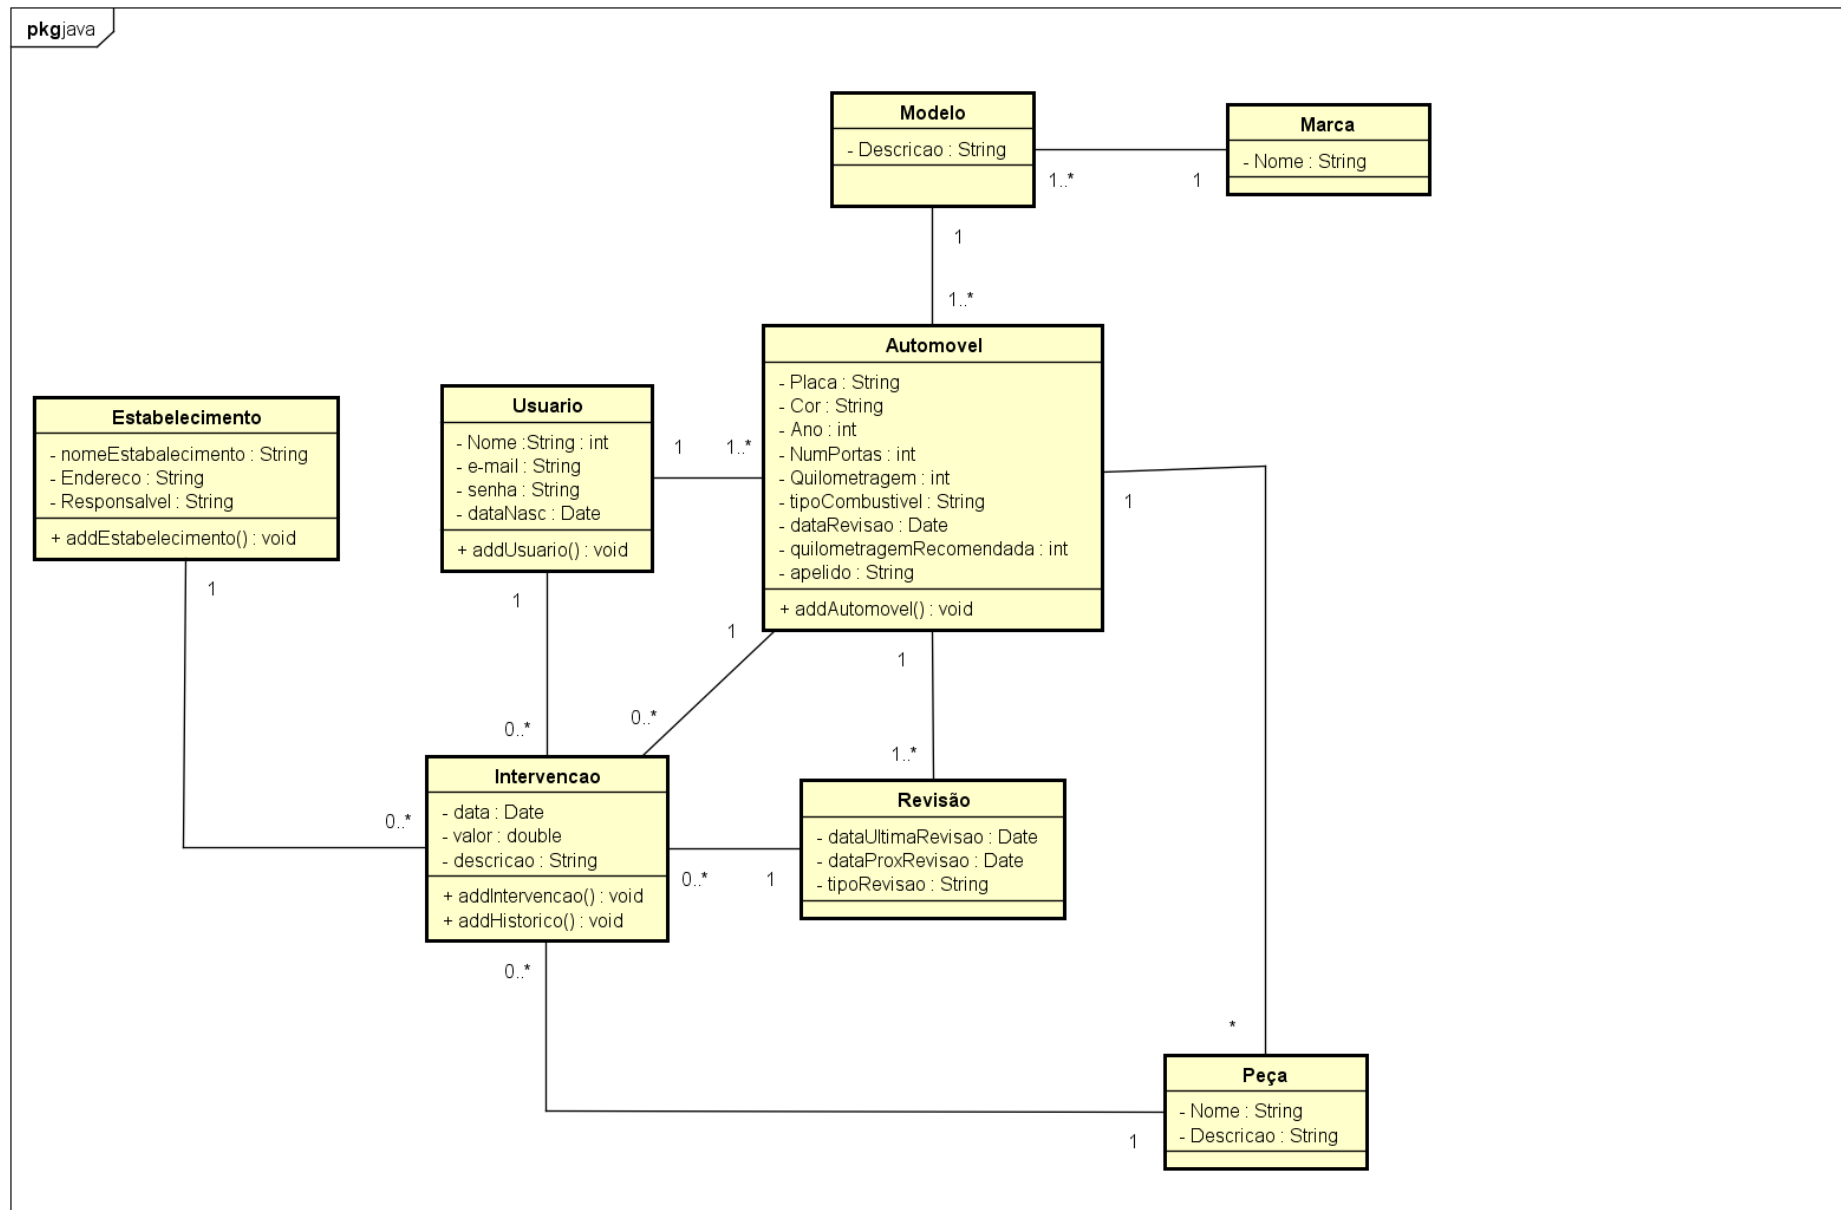 pkg java
Modelo
- Descricao : String
Marca
- Nome : String
1..*
1
1
1..*
Automovel
- Placa : String
- Cor : String
- Ano : int
- NumPortas : int
- Quilometragem : int
- tipoCombustivel : String
- dataRevisao : Date
- quilometragemRecomendada : int
- apelido : String
+ addAutomovel() : void
Estabelecimento
- nomeEstabalecimento : String
- Endereco : String
- Responsalvel : String
+ addEstabelecimento() : void
Usuario
- Nome :String : int
- e-mail : String
- senha : String
- dataNasc : Date
+ addUsuario() : void
1
1..*
1
1
1
1
1
0..*
0..*
1..*
0..*
Intervencao
- data : Date
- valor : double
- descricao : String
+ addIntervencao() : void
+ addHistorico() : void
Revisão
- dataUltimaRevisao : Date
- dataProxRevisao : Date
- tipoRevisao : String
0..*
1
0..*
*
Peça
- Nome : String
- Descricao : String
1